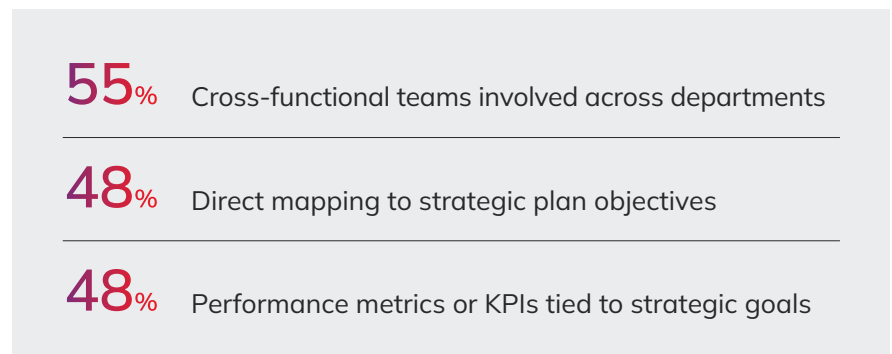 55% Cross-functional teams involved across departments
48% Direct mapping to strategic plan objectives
48% Performance metrics or KPIs tied to strategic goals